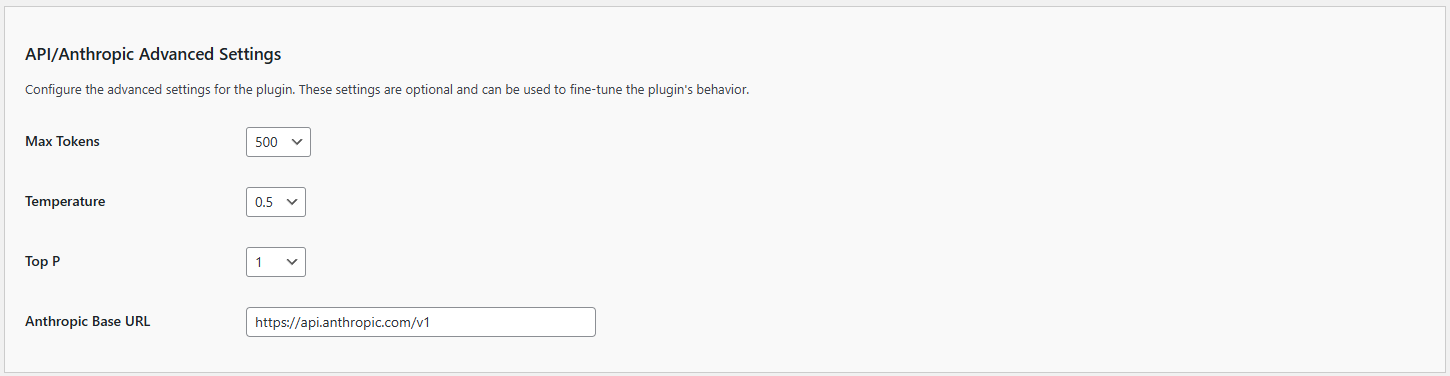 API/Anthropic Advanced Settings
Configure the advanced settings for the plugin. These settings are optional and can be used to fine-tune the plugin's behavior.
Max Tokens 500
Temperature 0.5
Top P 1
Anthropic Base URL https://api.anthropic.com/v1